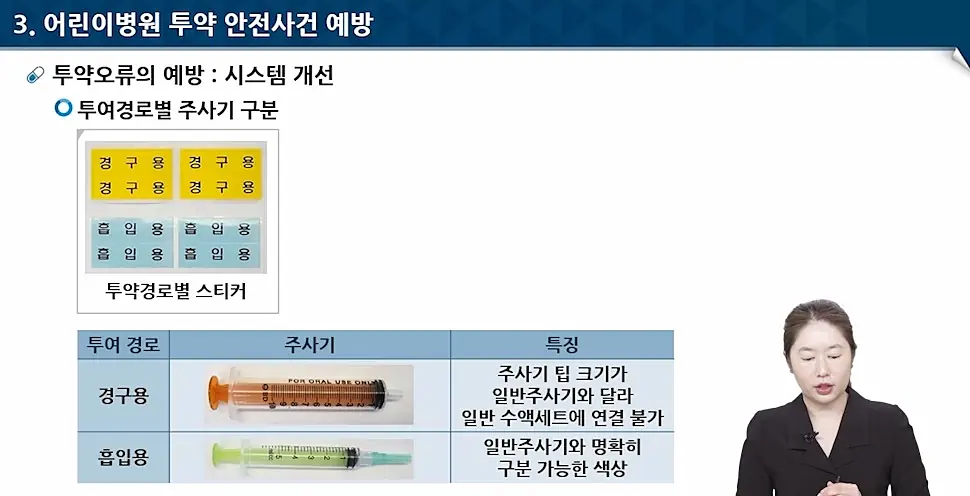 3. 어린이병원 투약 안전사건 예방
투약오류의 예방 : 시스템 개선
투여경로별 주사기 구분
경 구 용 경 구 용
경 구 용 경 구 용
흡 입 용 흡 입 용
흡 입 용 흡 입 용
투약경로별 스티커
투여 경로 주사기 특징
경구용
FOR ORAL USE ONLY
주사기 팁 크기가
일반주사기와 달라
일반 수액세트에 연결 불가
흡입용
일반주사기와 명확히
구분 가능한 색상